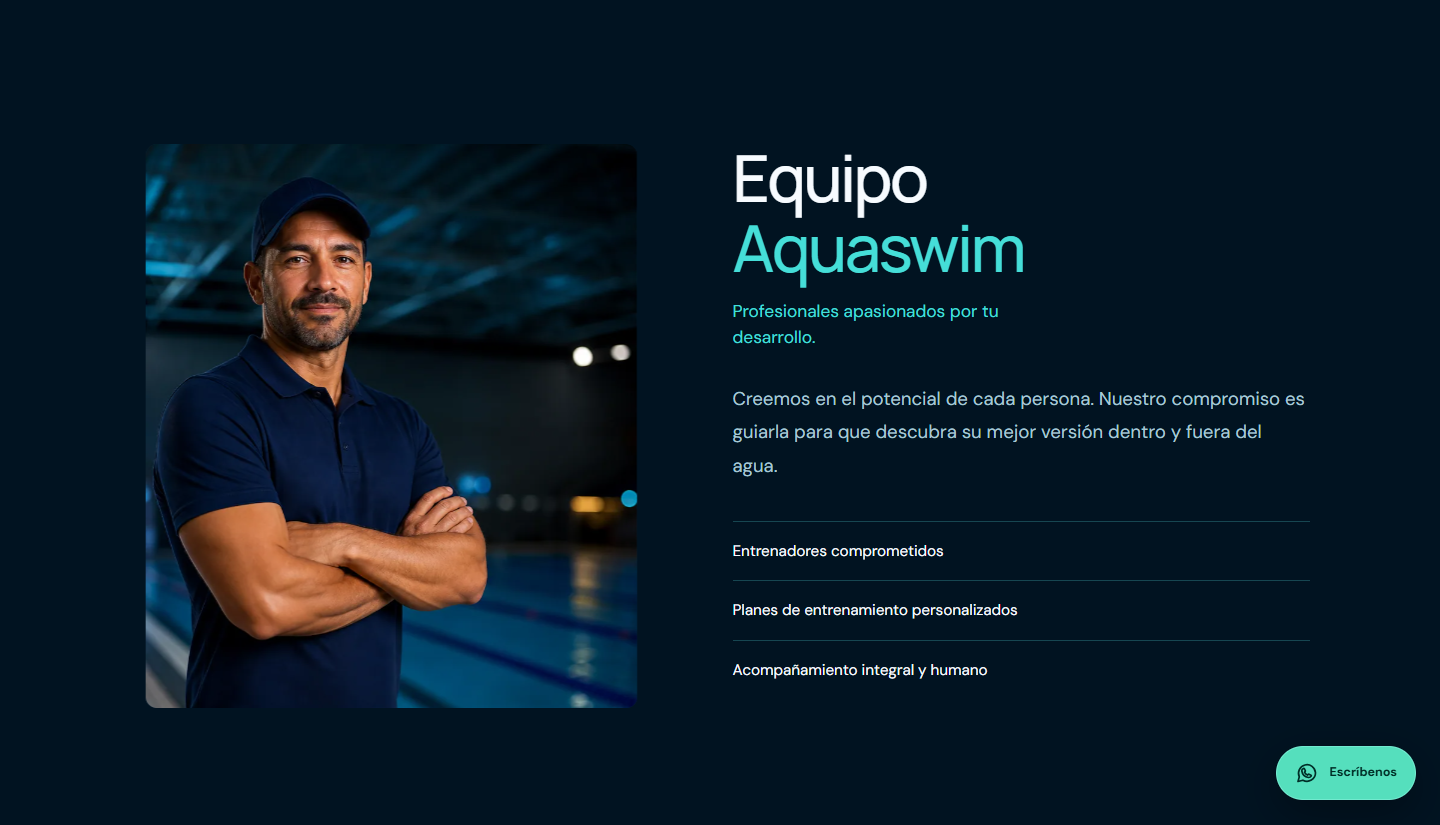 Equipo
Aquaswim
Profesionales apasionados por tu
desarrollo.
Creemos en el potencial de cada persona. Nuestro compromiso es
guiarla para que descubra su mejor versión dentro y fuera del
agua.
Entrenadores comprometidos
Planes de entrenamiento personalizados
Acompañamiento integral y humano
Escríbenos